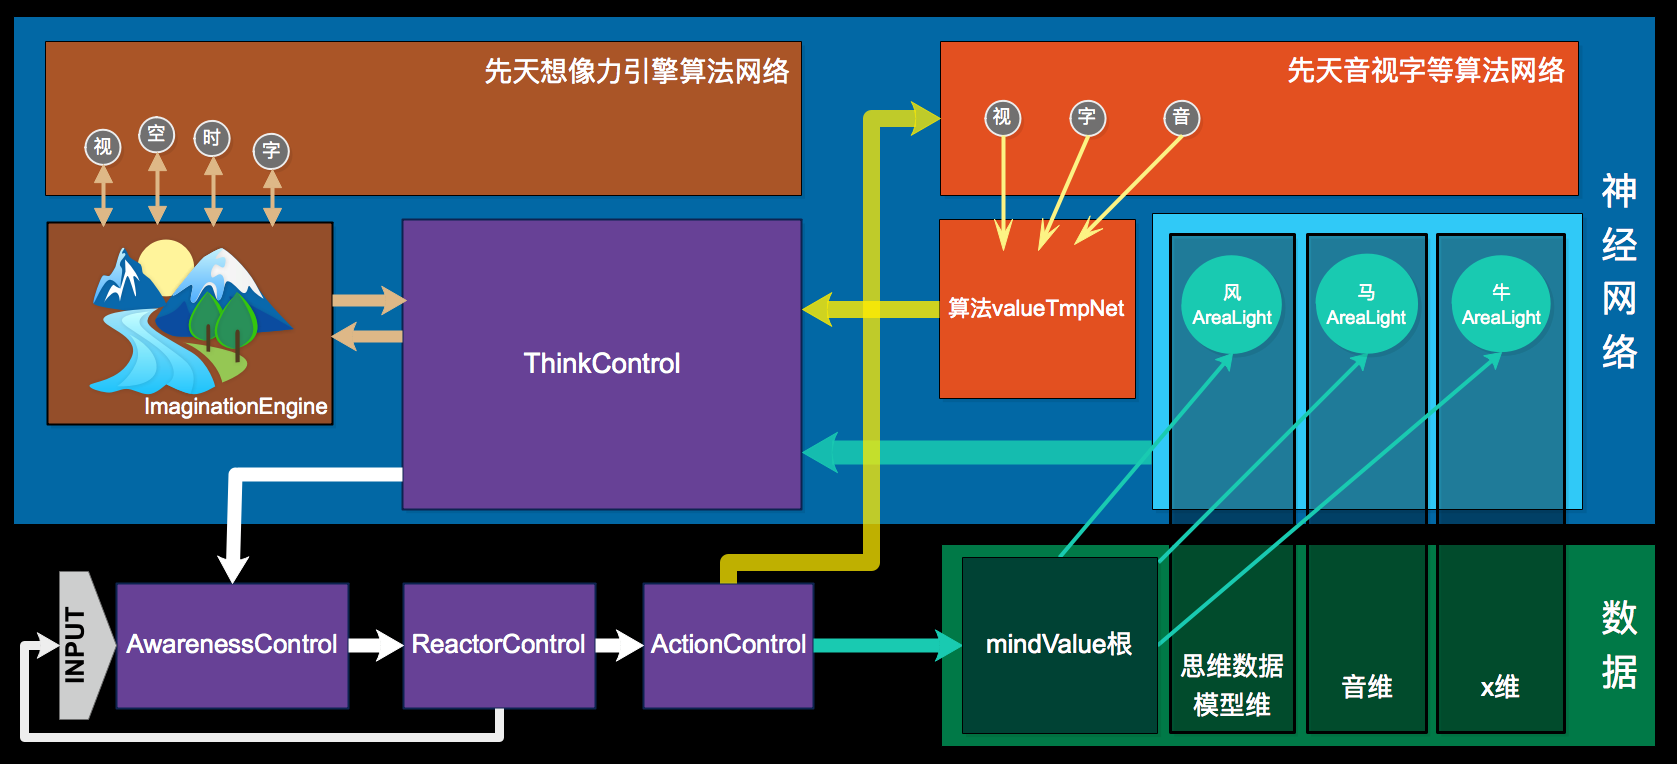 先天想像力引擎算法网络
视
空
时
字
ImaginationEngine
ThinkControl
先天音视字等算法网络
视
字
音
算法valueTmpNet
风
AreaLight
马
AreaLight
牛
AreaLight
神经网络
INPUT
AwarenessControl
ReactorControl
ActionControl
mindValue根
思维数据
模型维
音维
x维
数据